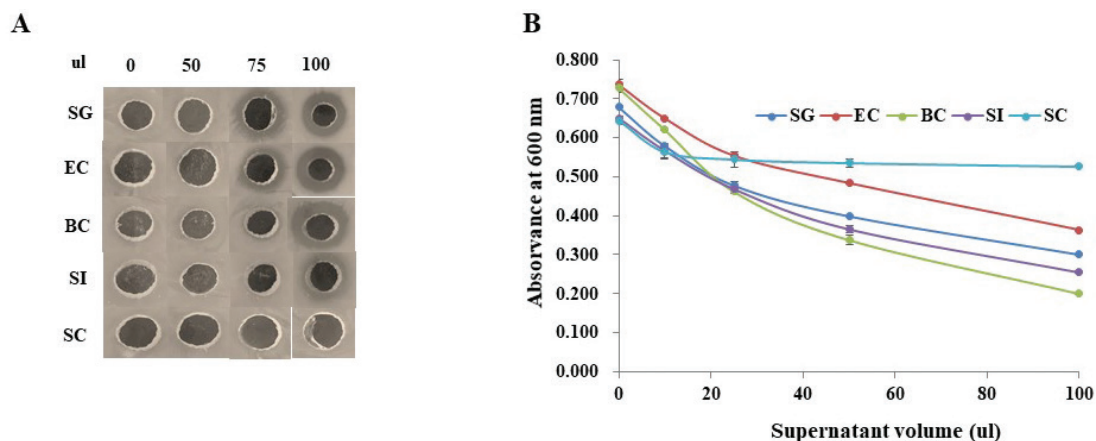 A
ul 0 50 75 100
SG
EC
BC
SI
SC
B
0.800
0.700
0.600
0.500
0.400
0.300
0.200
0.100
0.000
Absorvance at 600 nm
SG EC BC SI SC
0 20 40 60 80 100
Supernatant volume (ul)